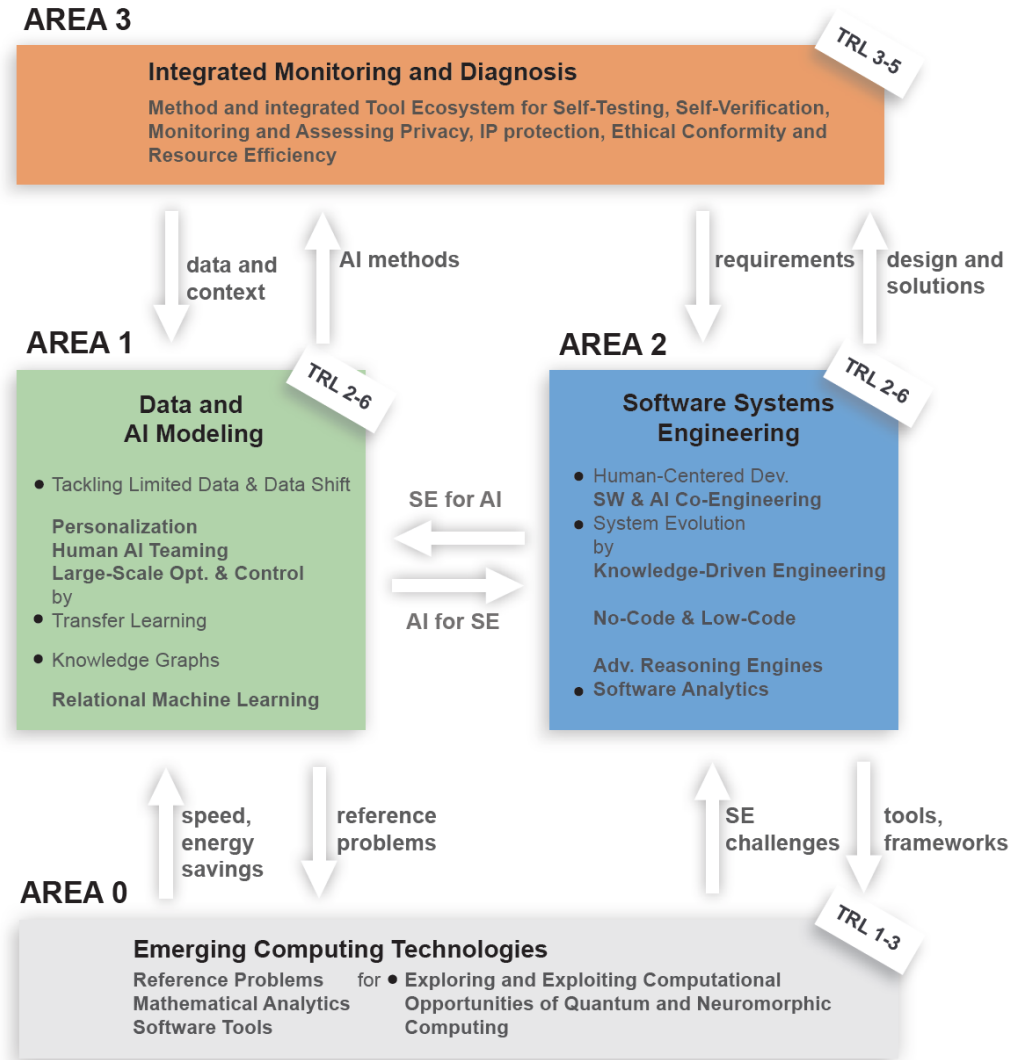 AREA 3
TRL 3-5
Integrated Monitoring and Diagnosis
Method and integrated Tool Ecosystem for Self-Testing, Self-Verification,
Monitoring and Assessing Privacy, IP protection, Ethical Conformity and
Resource Efficiency
data and
context
AI methods
requirements
design and
solutions
AREA 1
TRL 2-6
Data and
AI Modeling
• Tackling Limited Data & Data Shift
Personalization
Human AI Teaming
Large-Scale Opt. & Control
by
• Transfer Learning
• Knowledge Graphs
Relational Machine Learning
SE for AI
AI for SE
AREA 2
TRL 2-6
Software Systems
Engineering
• Human-Centered Dev.
SW & AI Co-Engineering
• System Evolution
by
Knowledge-Driven Engineering
No-Code & Low-Code
Adv. Reasoning Engines
• Software Analytics
speed,
energy
savings
reference
problems
SE
challenges
tools,
frameworks
AREA 0
TRL 1-3
Emerging Computing Technologies
Reference Problems for • Exploring and Exploiting Computational
Mathematical Analytics Opportunities of Quantum and Neuromorphic
Software Tools Computing